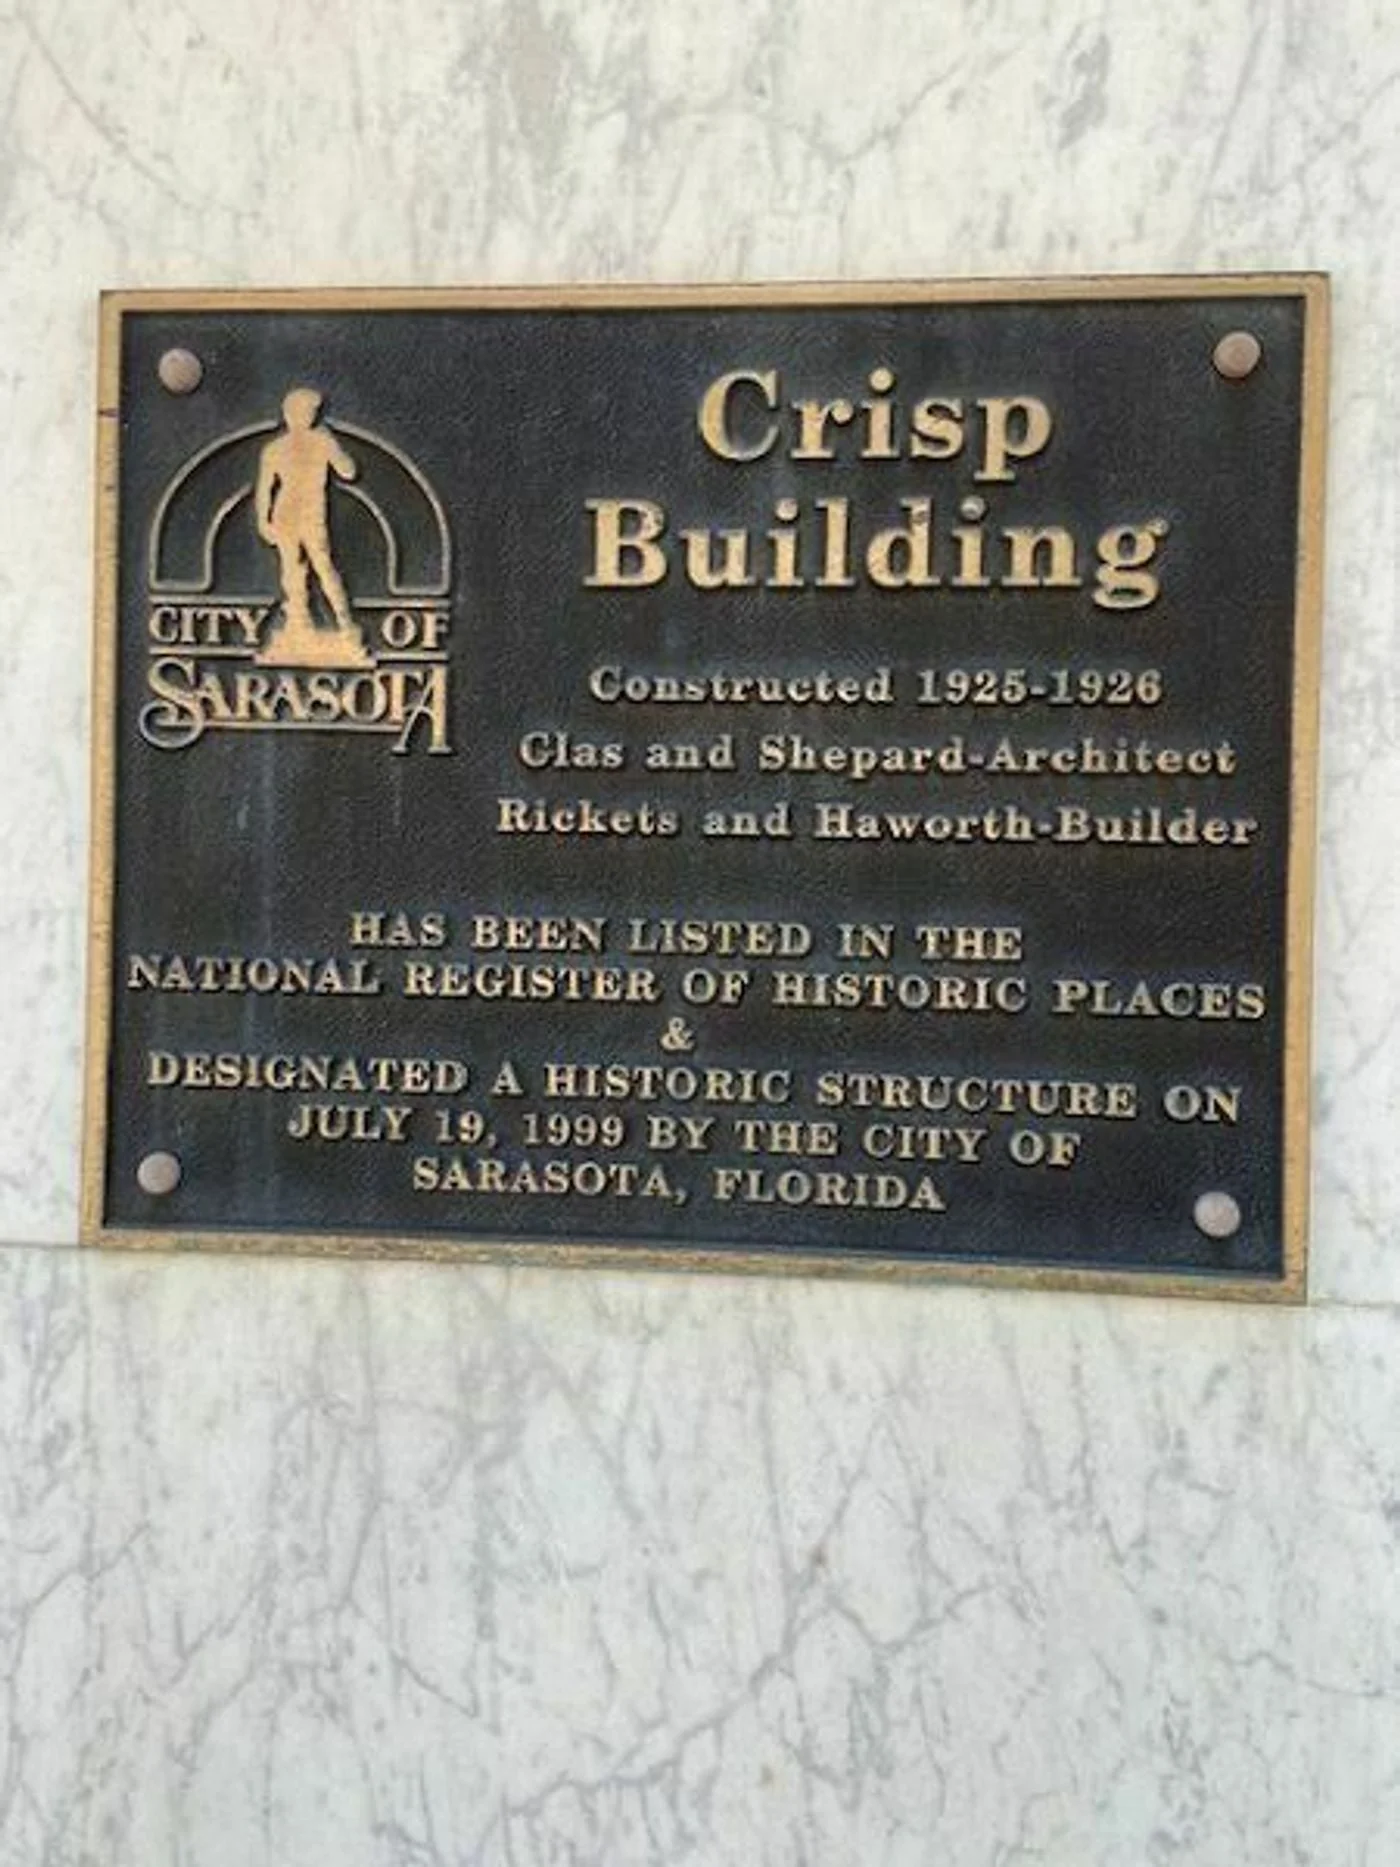 Crisp
Building
CITY OF
SARASOTA
Constructed 1925-1926
Clas and Shepard-Architect
Rickets and Haworth-Builder
HAS BEEN LISTED IN THE
NATIONAL REGISTER OF HISTORIC PLACES
&
DESIGNATED A HISTORIC STRUCTURE ON
JULY 19, 1999 BY THE CITY OF
SARASOTA, FLORIDA